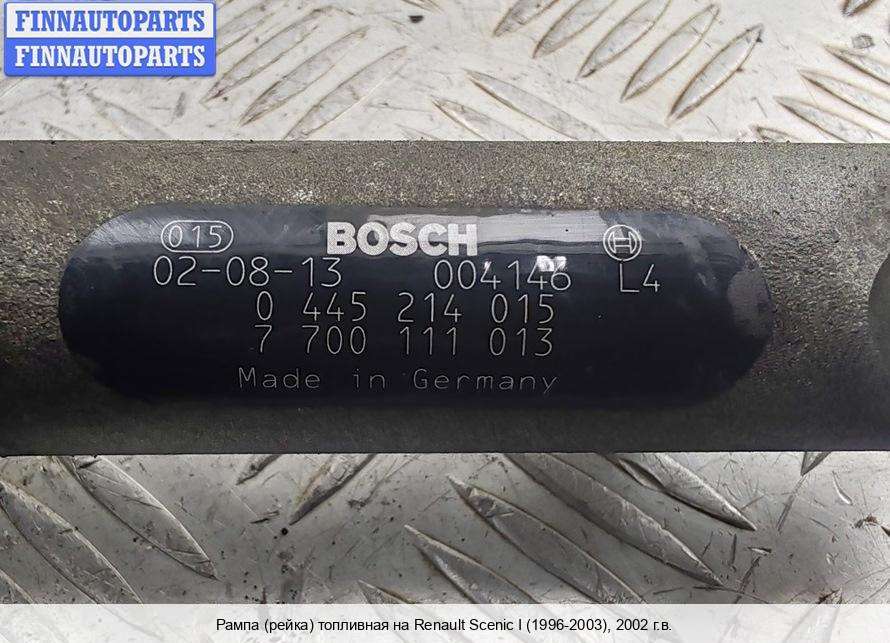 FINNAUTOPARTS
FINNAUTOPARTS
015 BOSCH H
02-08-13 004146 L4
0 445 214 015
7 700 111 013
Made in Germany
Рампа (рейка) топливная на Renault Scenic I (1996-2003), 2002 г.в.